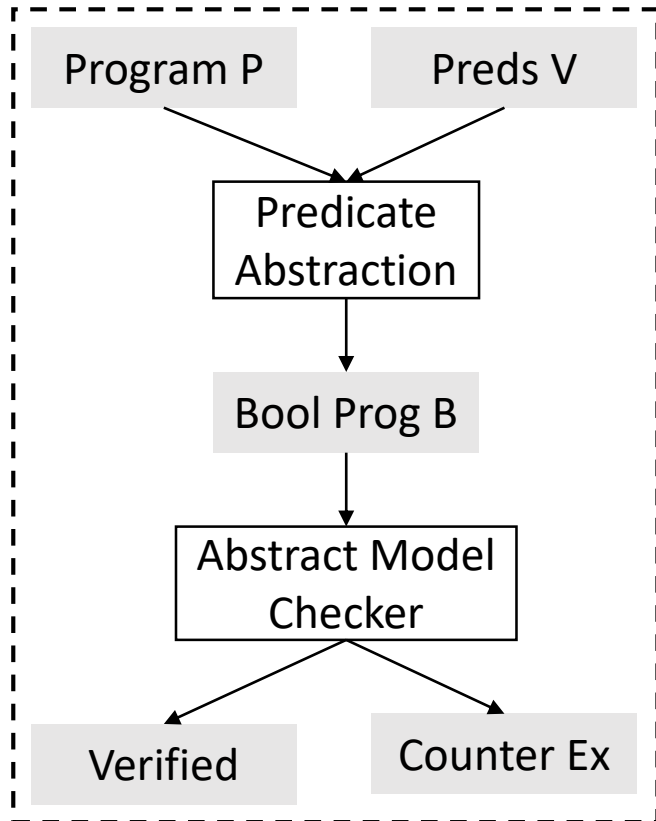 Program P
Preds V
Predicate
Abstraction
Bool Prog B
Abstract Model
Checker
Verified
Counter Ex